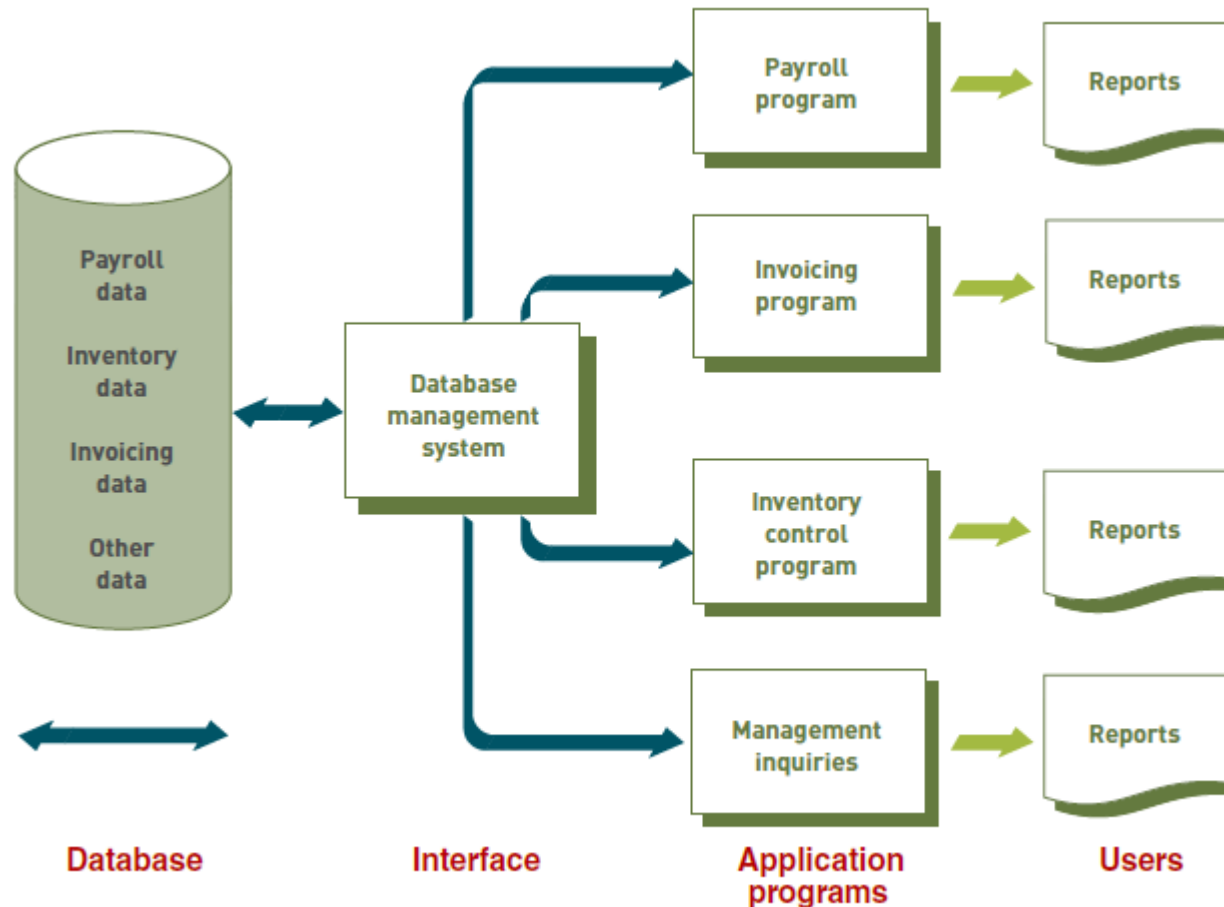 Payroll
data
Inventory
data
Invoicing
data
Other
data
Database
management
system
Payroll
program
Reports
Invoicing
program
Reports
Inventory
control
program
Reports
Management
inquiries
Reports
Database
Interface
Application
programs
Users